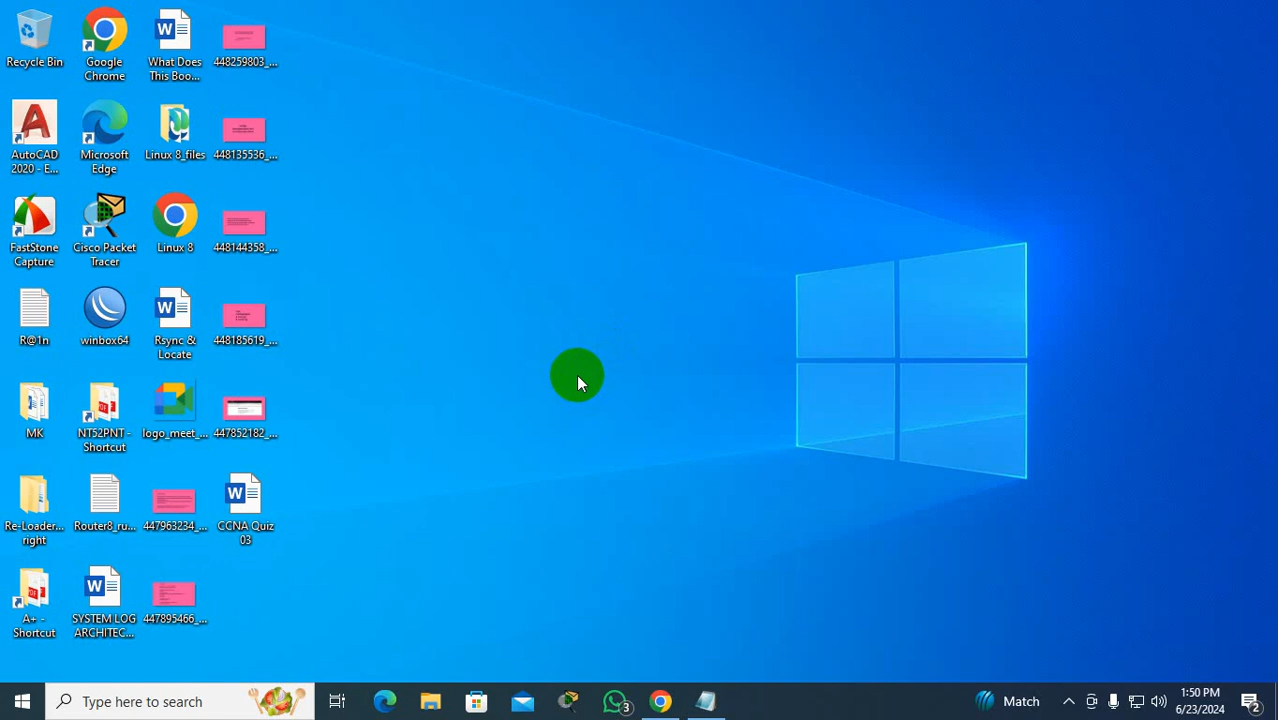 Recycle Bin
Google
Chrome
What Does
This Boo...
448259803_...
AutoCAD
2020 - E...
Microsoft
Edge
Linux 8_files
448135536_...
FastStone
Capture
Cisco Packet
Tracer
Linux 8
448144358_...
R@1n
winbox64
Rsync &
Locate
448185619_...
MK
NT52PNT -
Shortcut
logo_meet_...
447852182_...
Re-Loader...
right
Router8_ru...
447963234_...
CCNA Quiz
03
A+ -
Shortcut
SYSTEM LOG
ARCHITEC...
447895466_...
Type here to search
3
Match
1:50 PM
6/23/2024
2